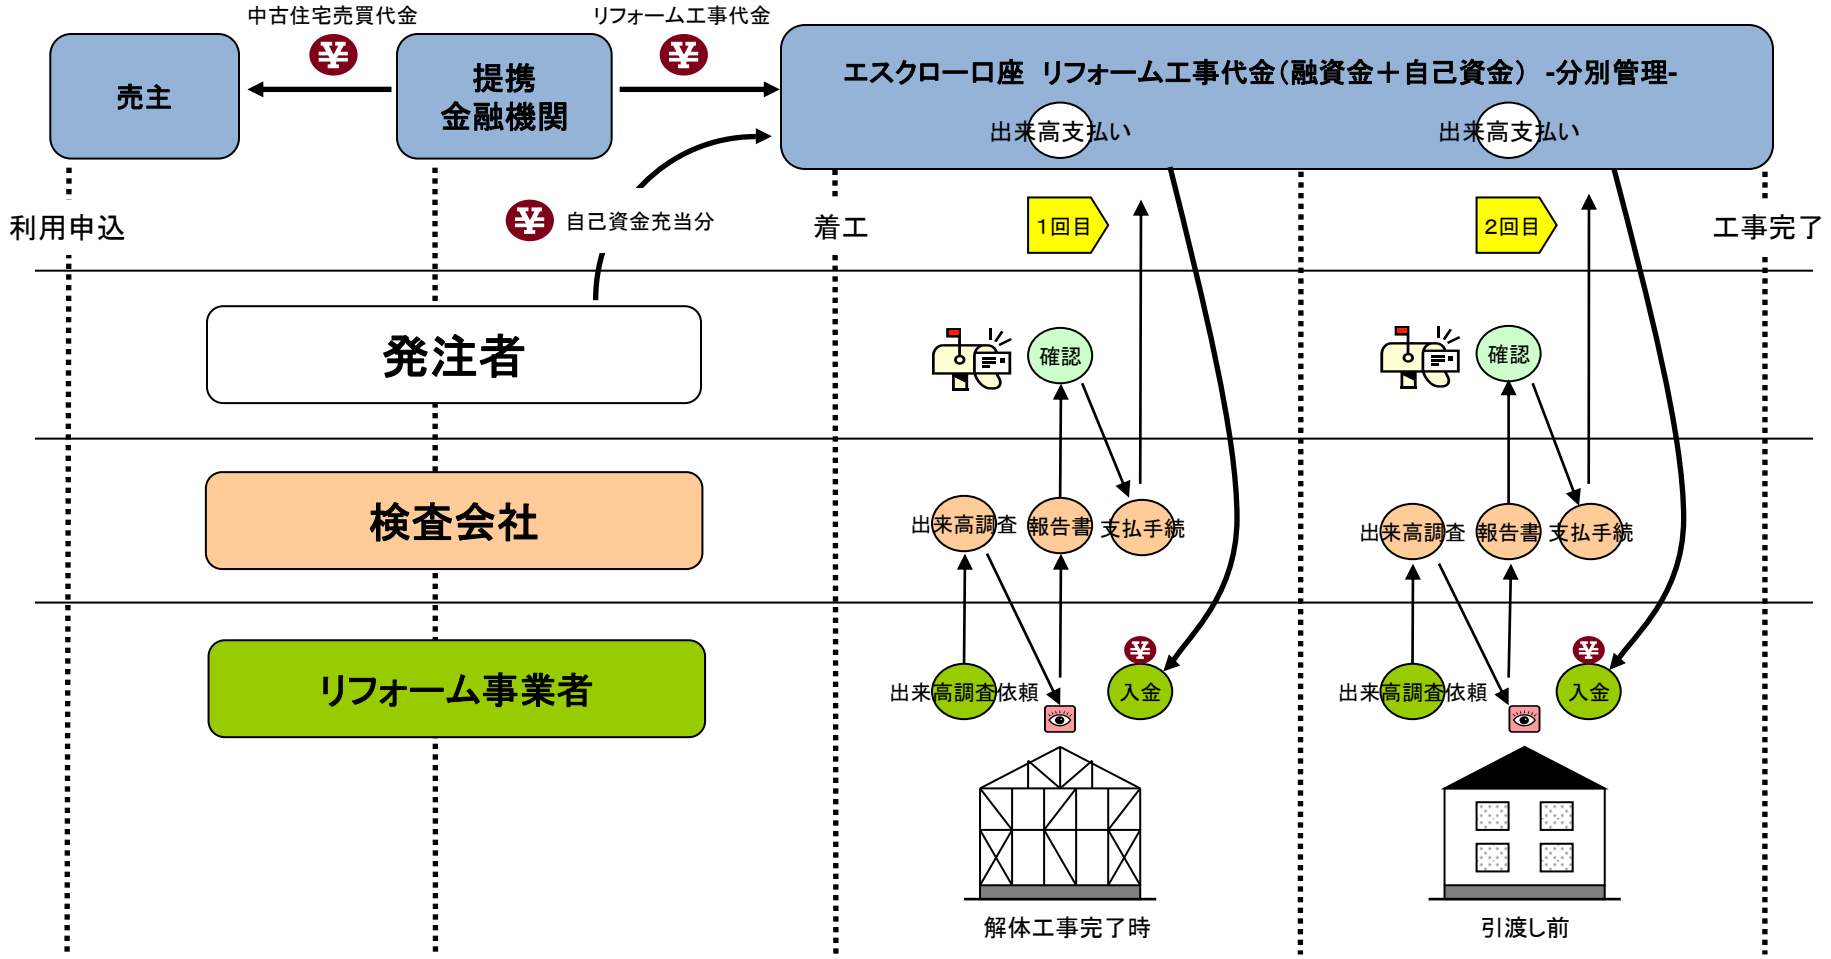 中古住宅売買代金
リフォーム工事代金
売主
提携
金融機関
エスクロー口座 リフォーム工事代金（融資金＋自己資金） -分別管理-
出来高支払い
出来高支払い
利用申込
自己資金充当分
着工
1回目
2回目
工事完了
発注者
確認
確認
検査会社
出来高調査
報告書
支払手続
出来高調査
報告書
支払手続
リフォーム事業者
出来高調査依頼
入金
出来高調査依頼
入金
解体工事完了時
引渡し前